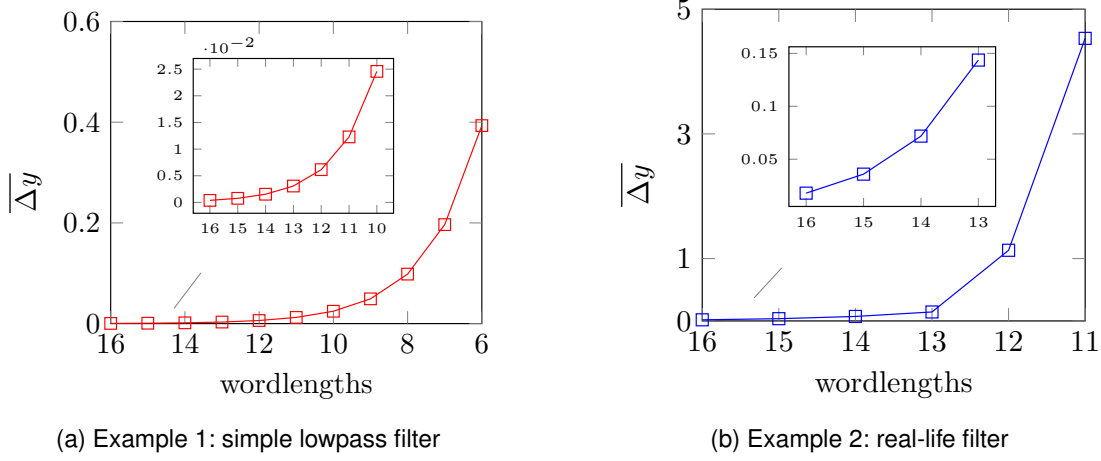 0.6
0.4
0.2
0
Δy
16 14 12 10 8 6
wordlengths
·10−2
2.5
2
1.5
1
0.5
0
16 15 14 13 12 11 10
(a) Example 1: simple lowpass filter
5
3
1
0
Δy
16 15 14 13 12 11
wordlengths
0.15
0.1
0.05
16 15 14 13
(b) Example 2: real-life filter